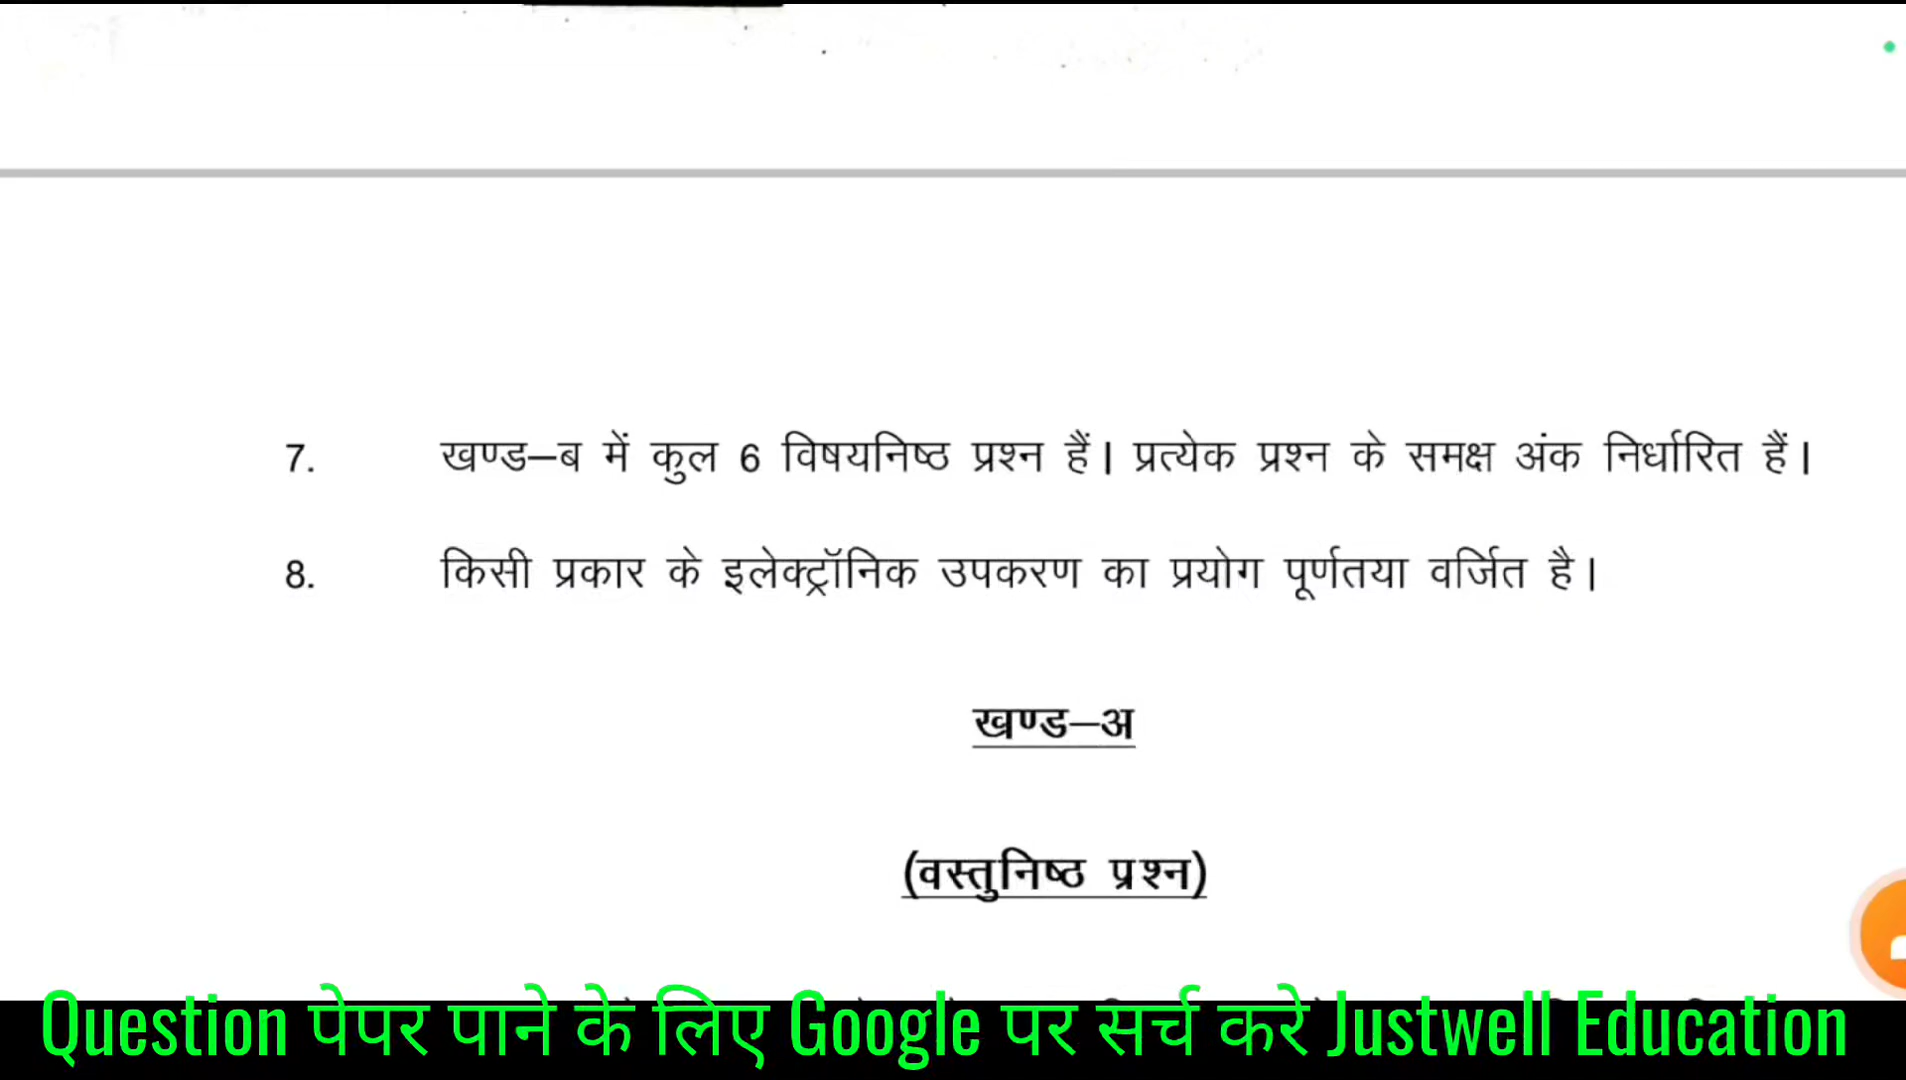 7. खण्ड–ब में कुल 6 विषयनिष्ठ प्रश्न हैं। प्रत्येक प्रश्न के समक्ष अंक निर्धारित हैं।
8. किसी प्रकार के इलेक्ट्रॉनिक उपकरण का प्रयोग पूर्णतया वर्जित है।
खण्ड–अ
(वस्तुनिष्ठ प्रश्न)
Question पेपर पाने के लिए Google पर सर्च करे Justwell Education